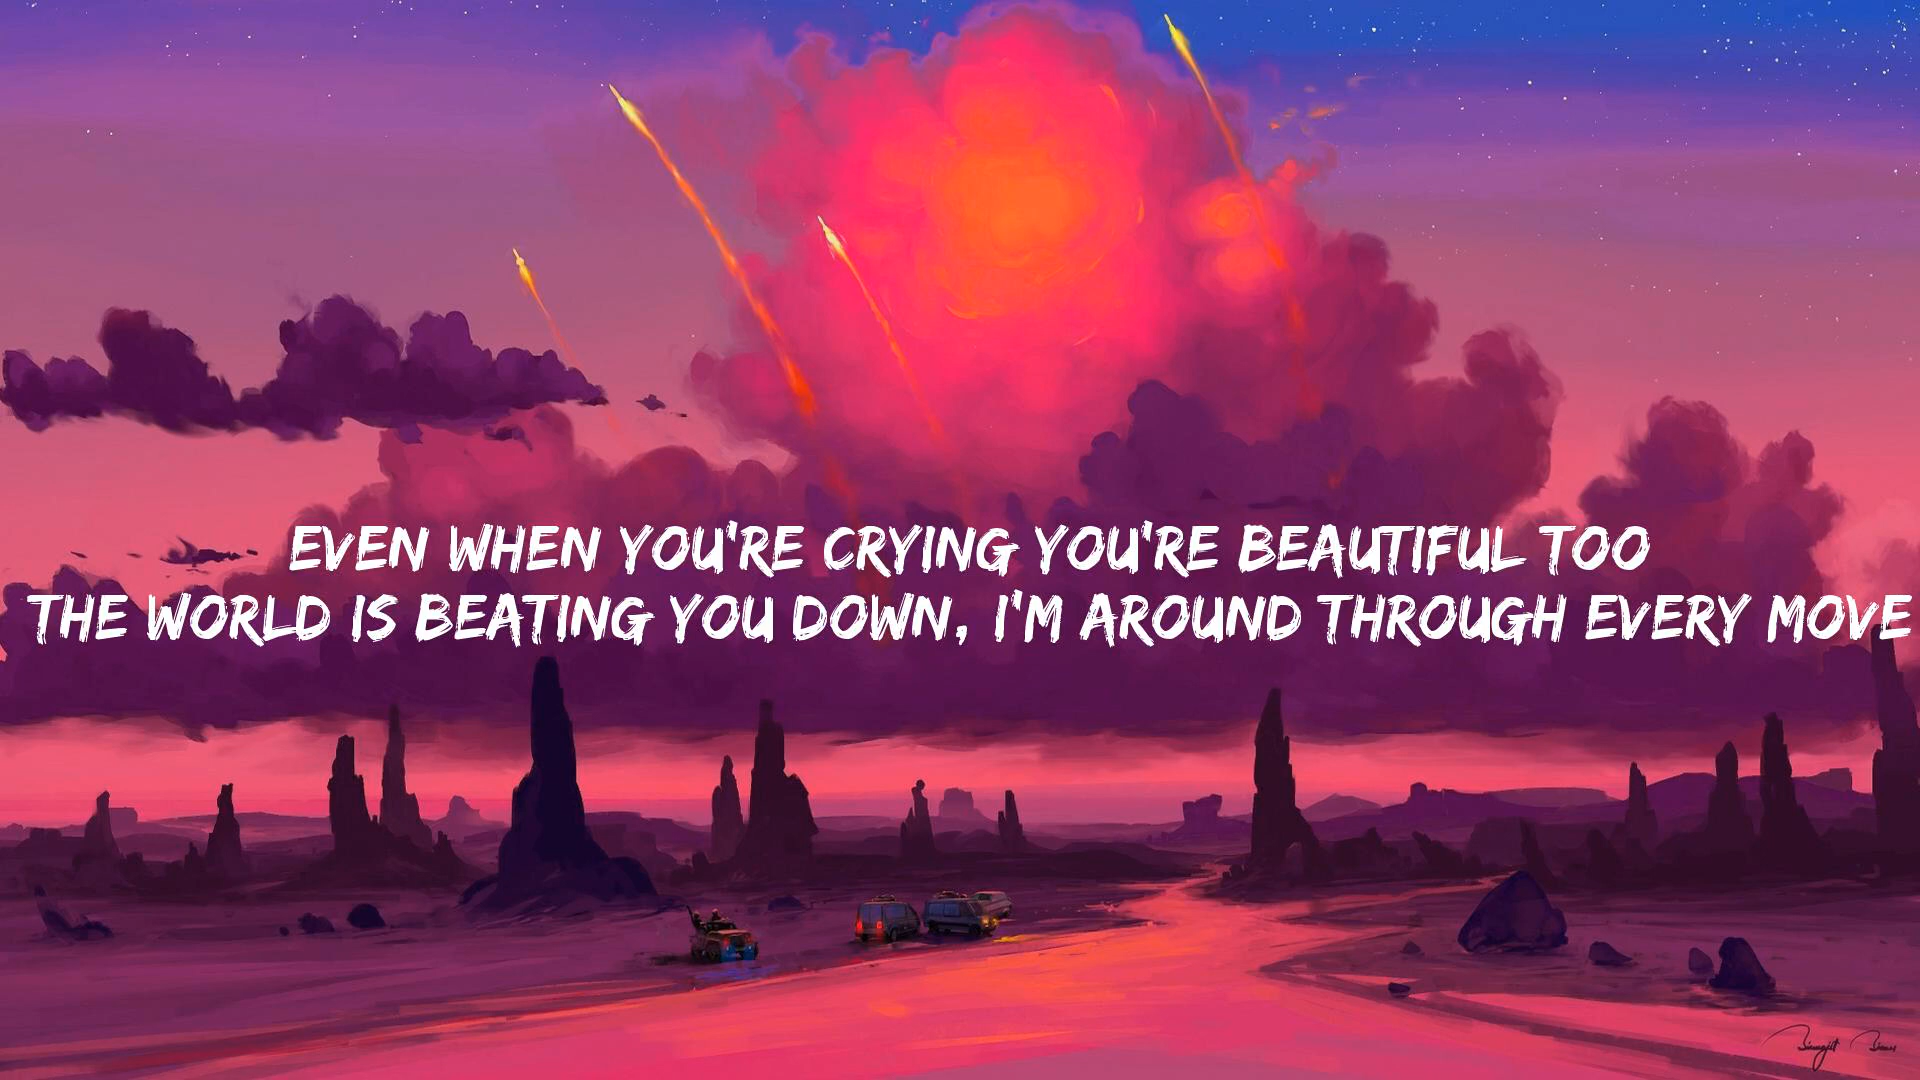 EVEN WHEN YOU'RE CRYING YOU'RE BEAUTIFUL TOO
THE WORLD IS BEATING YOU DOWN, I'M AROUND THROUGH EVERY MOVE